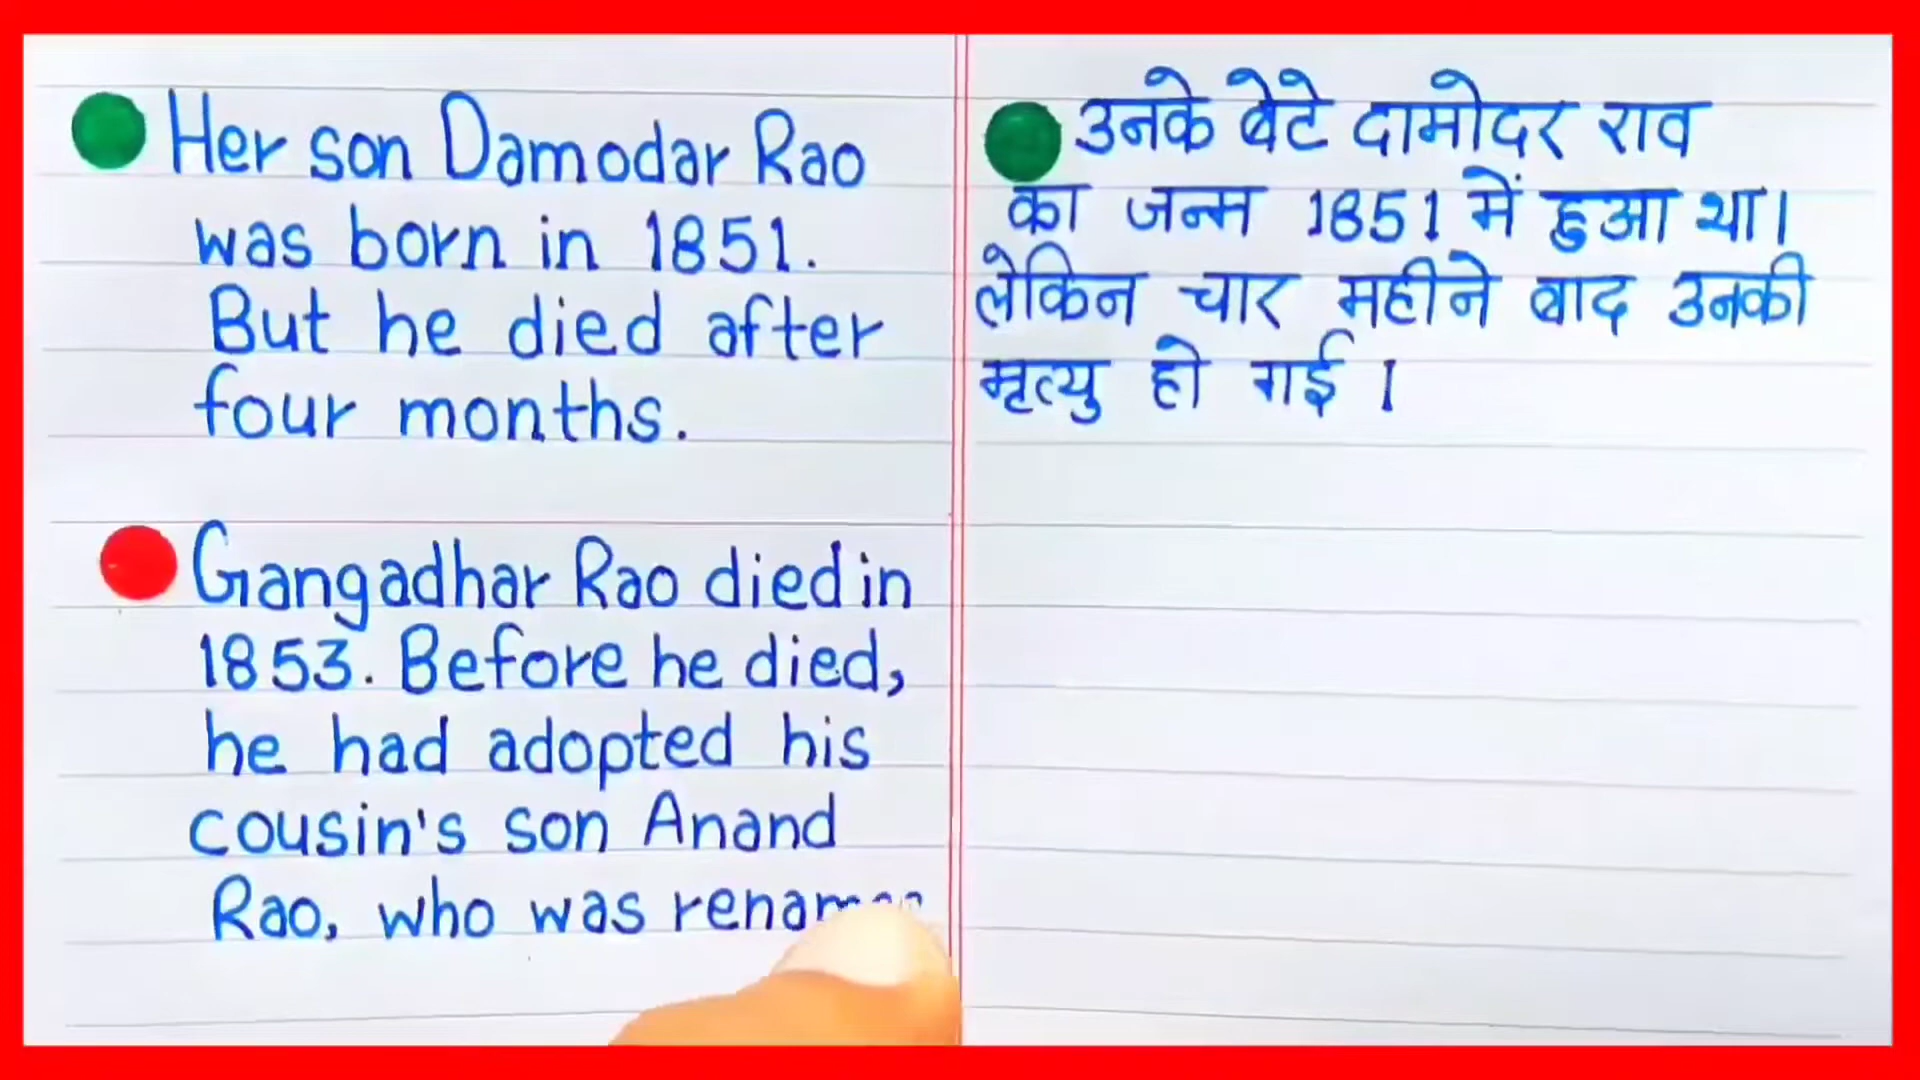 Her son Damodar Rao
was born in 1851.
But he died after
four months.
Gangadhar Rao died in
1853. Before he died,
he had adopted his
cousin's son Anand
Rao, who was
उनके बेटे दामोदर राव
का जन्म 1851 में हुआ था।
लेकिन चार महीने बाद उनकी
मृत्यु हो गई ।